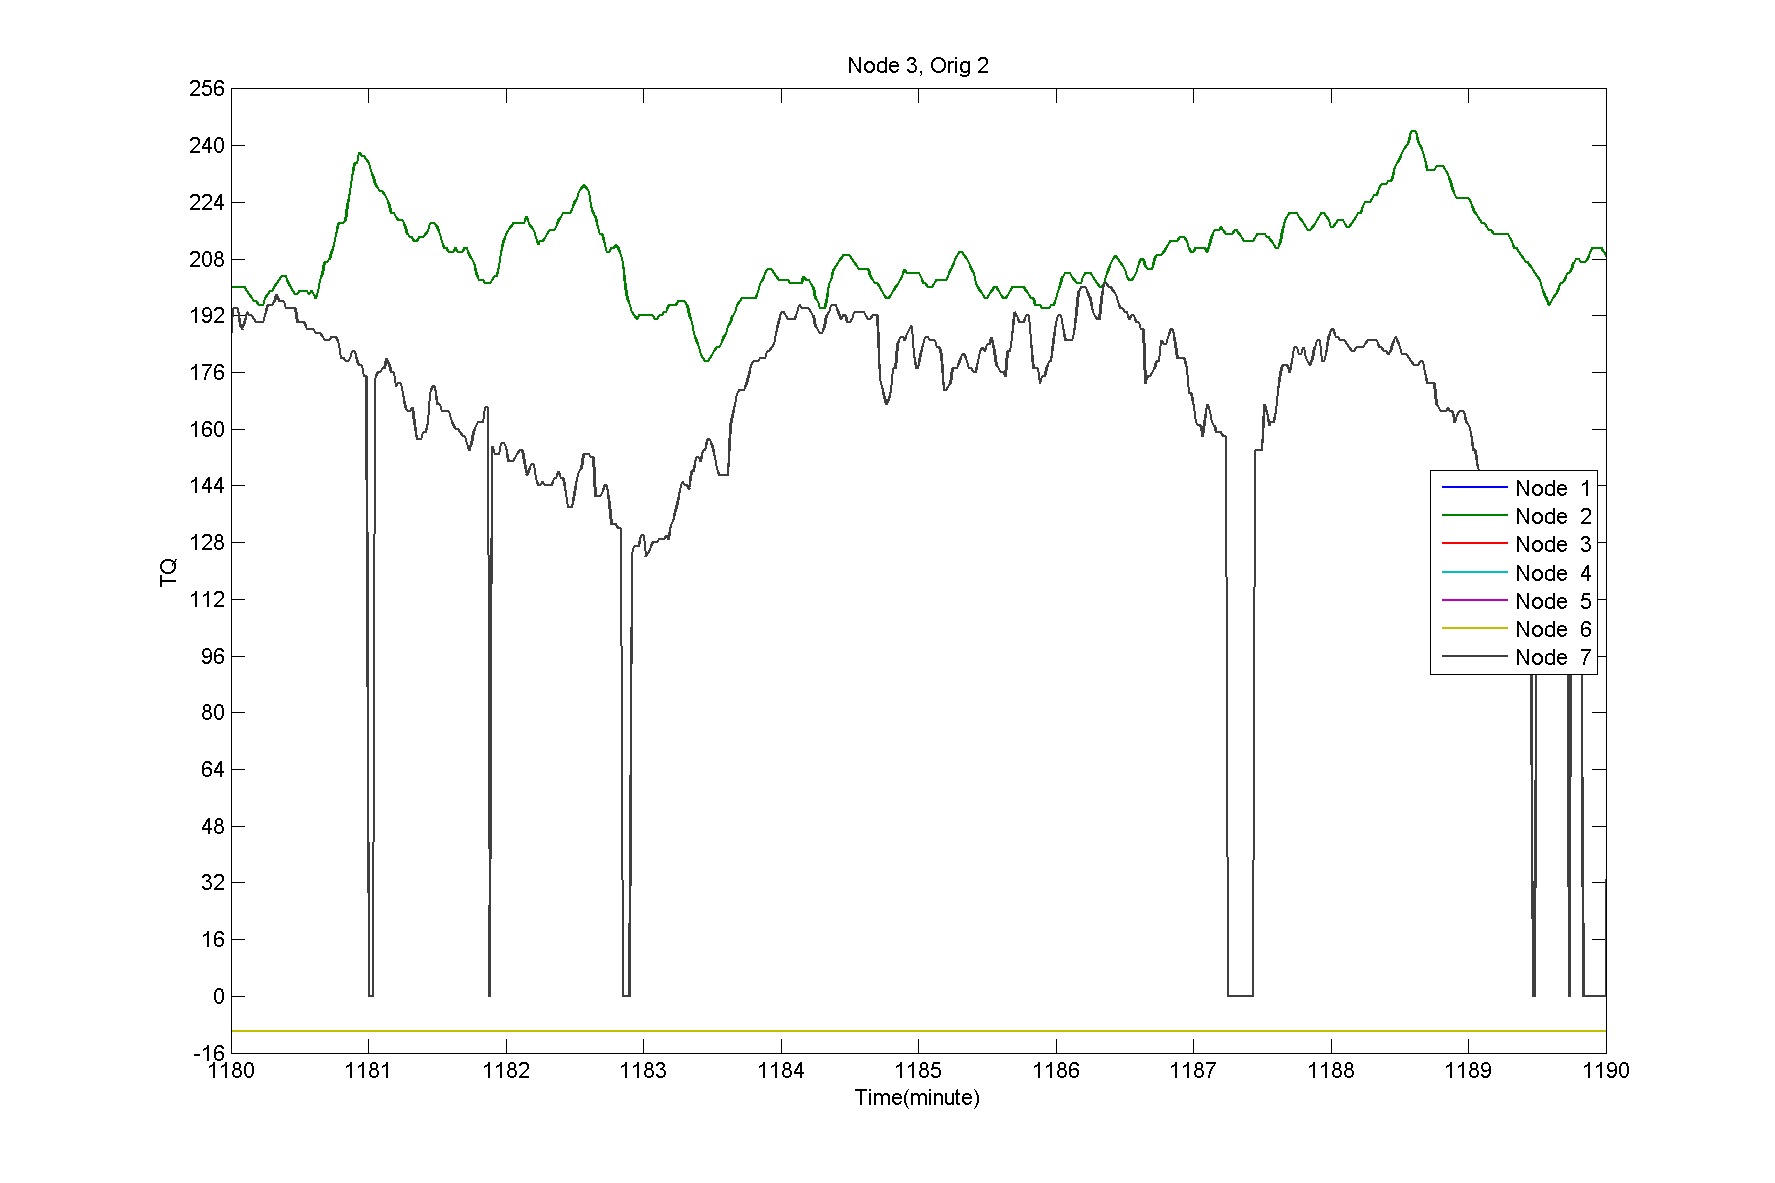 Node 3, Orig 2
256
240
224
208
192
176
160
144
128
112
96
80
64
48
32
16
0
-16
TQ
Node 1
Node 2
Node 3
Node 4
Node 5
Node 6
Node 7
1180 1181 1182 1183 1184 1185 1186 1187 1188 1189 1190
Time(minute)